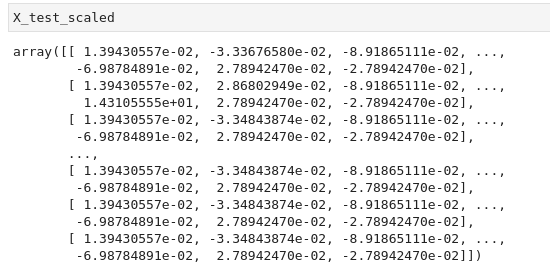 X_test_scaled
array([[ 1.39430557e-02, -3.33676580e-02, -8.91865111e-02, ...,
        -6.98784891e-02,  2.78942470e-02, -2.78942470e-02],
       [ 1.39430557e-02,  2.86802949e-02, -8.91865111e-02, ...,
         1.43105555e+01,  2.78942470e-02, -2.78942470e-02],
       [ 1.39430557e-02, -3.34843874e-02, -8.91865111e-02, ...,
        -6.98784891e-02,  2.78942470e-02, -2.78942470e-02],
       ...,
       [ 1.39430557e-02, -3.34843874e-02, -8.91865111e-02, ...,
        -6.98784891e-02,  2.78942470e-02, -2.78942470e-02],
       [ 1.39430557e-02, -3.34843874e-02, -8.91865111e-02, ...,
        -6.98784891e-02,  2.78942470e-02, -2.78942470e-02],
       [ 1.39430557e-02, -3.34843874e-02, -8.91865111e-02, ...,
        -6.98784891e-02,  2.78942470e-02, -2.78942470e-02]])